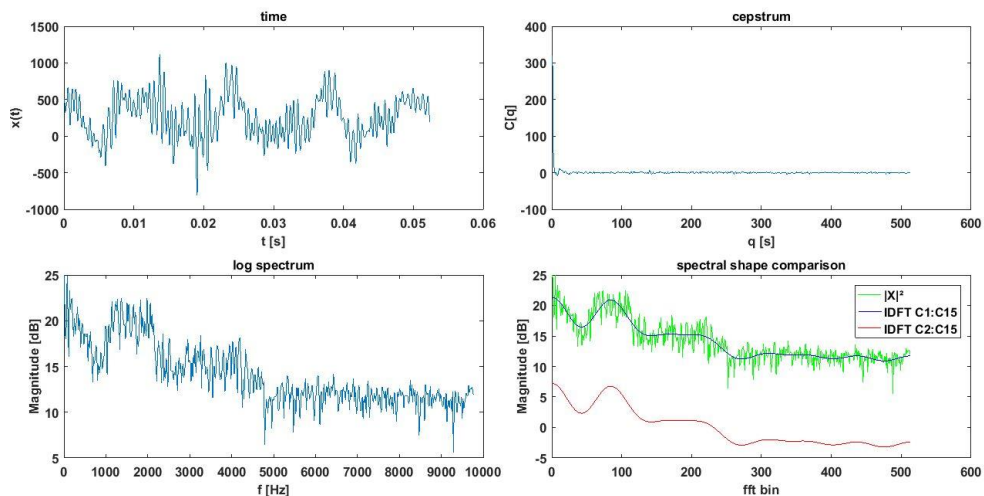 time
1500
1000
500
0
-500
-1000
x(t)
0 0.01 0.02 0.03 0.04 0.05 0.06
t [s]
cepstrum
400
300
200
100
0
-100
C[q]
0 100 200 300 400 500 600
q [s]
log spectrum
25
20
15
10
5
Magnitude [dB]
0 1000 2000 3000 4000 5000 6000 7000 8000 9000 10000
f [Hz]
spectral shape comparison
25
20
15
10
5
0
-5
Magnitude [dB]
|X|²
IDFT C1:C15
IDFT C2:C15
0 100 200 300 400 500 600
fft bin